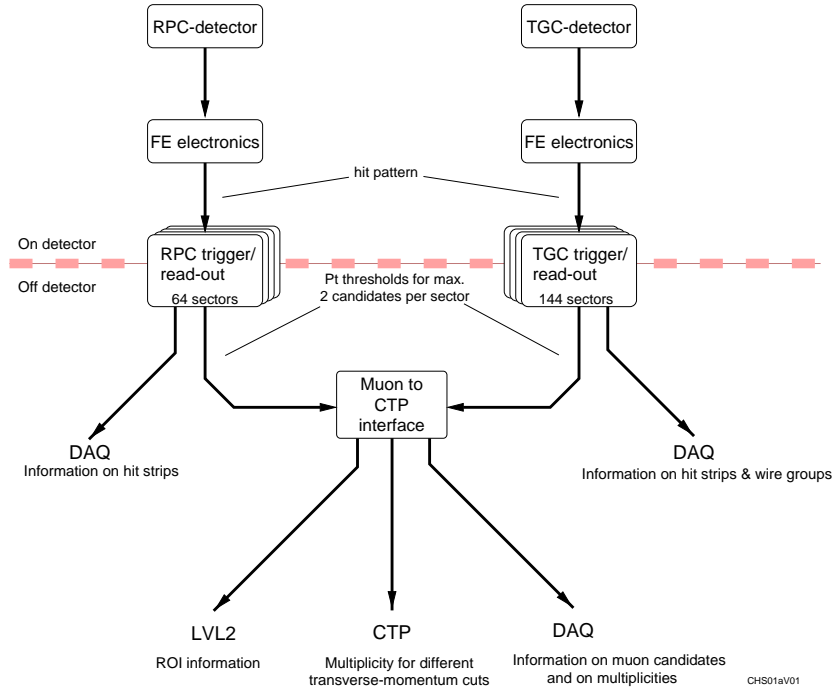 RPC-detector
TGC-detector
FE electronics
FE electronics
hit pattern
On detector
Off detector
RPC trigger/
read-out
64 sectors
Pt thresholds for max.
2 candidates per sector
TGC trigger/
read-out
144 sectors
Muon to
CTP
interface
DAQ
Information on hit strips
DAQ
Information on hit strips & wire groups
LVL2
ROI information
CTP
Multiplicity for different
transverse-momentum cuts
DAQ
Information on muon candidates
and on multiplicities
CHS01aV01